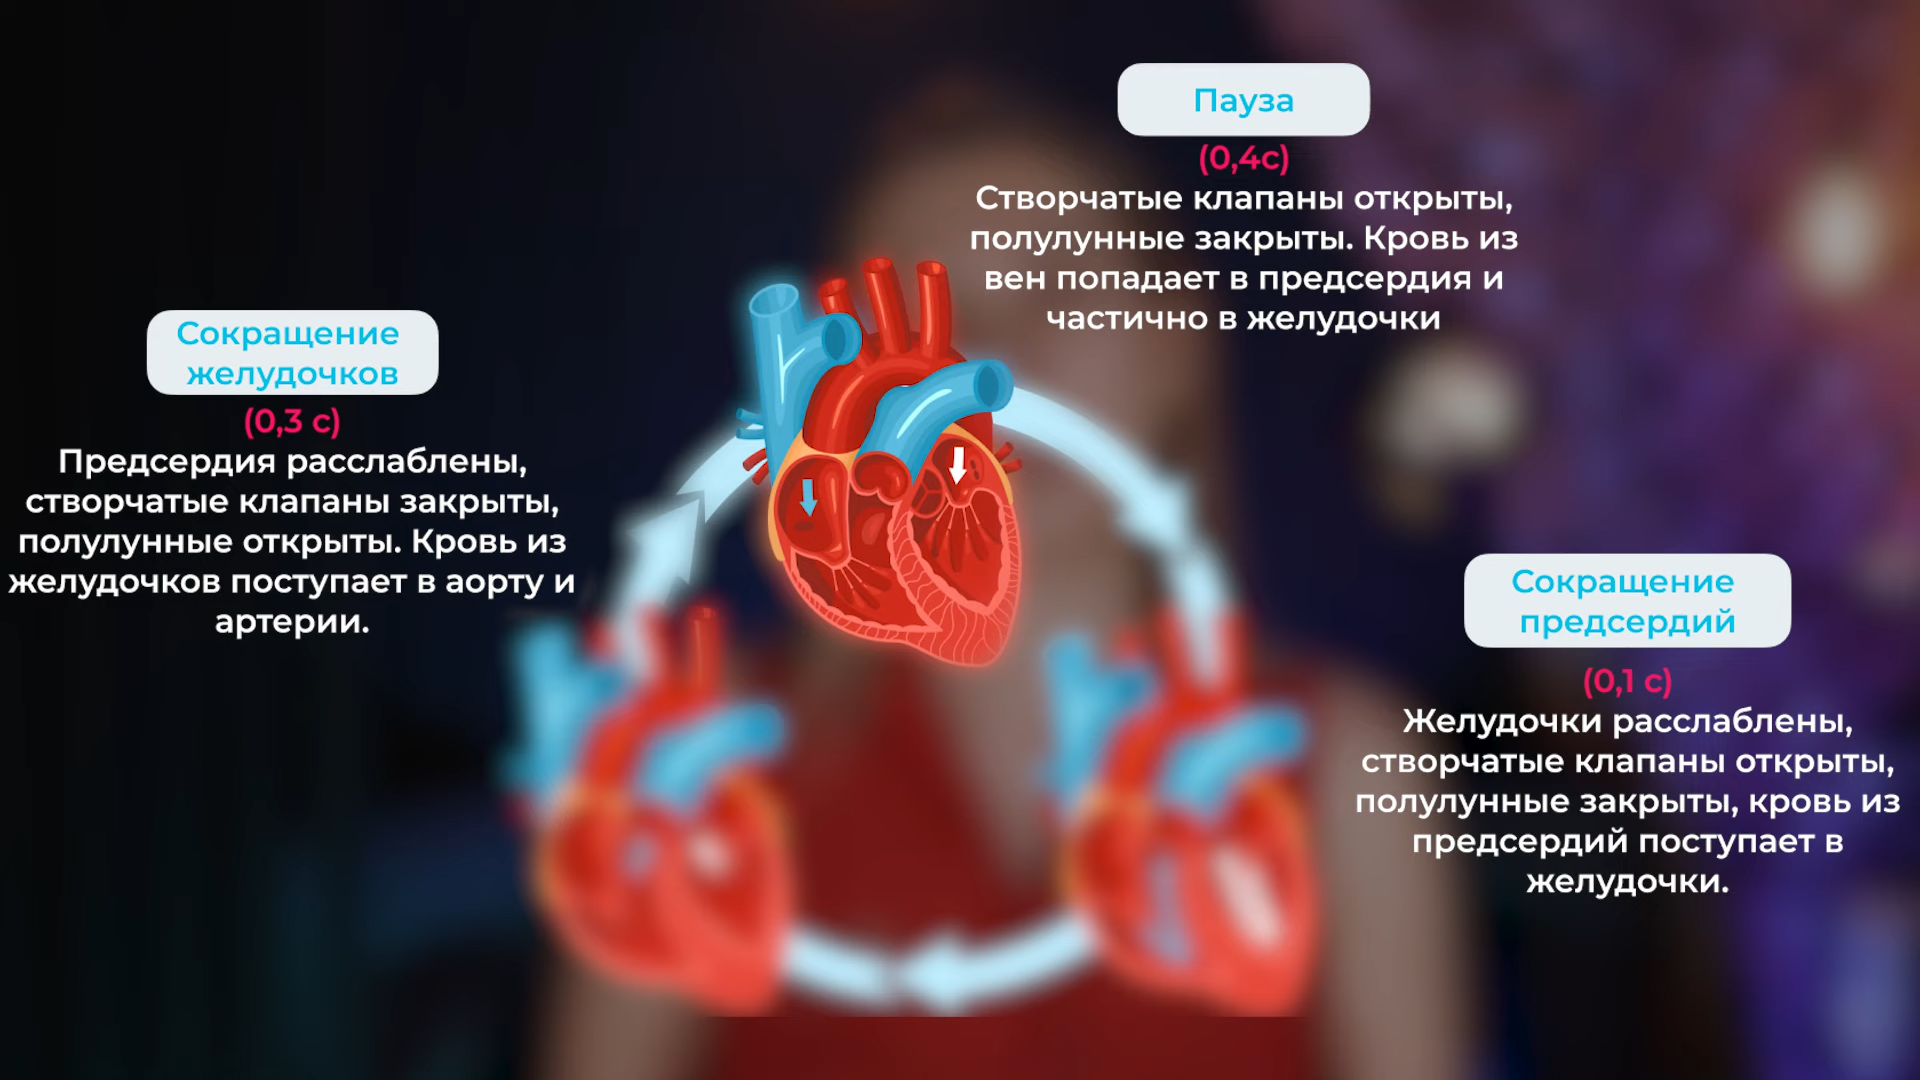 Пауза
(0,4с)
Створчатые клапаны открыты,
полулунные закрыты. Кровь из
вен попадает в предсердия и
частично в желудочки
Сокращение
желудочков
(0,3 с)
Предсердия расслаблены,
створчатые клапаны закрыты,
полулунные открыты. Кровь из
желудочков поступает в аорту и
артерии.
Сокращение
предсердий
(0,1 с)
Желудочки расслаблены,
створчатые клапаны открыты,
полулунные закрыты, кровь из
предсердий поступает в
желудочки.